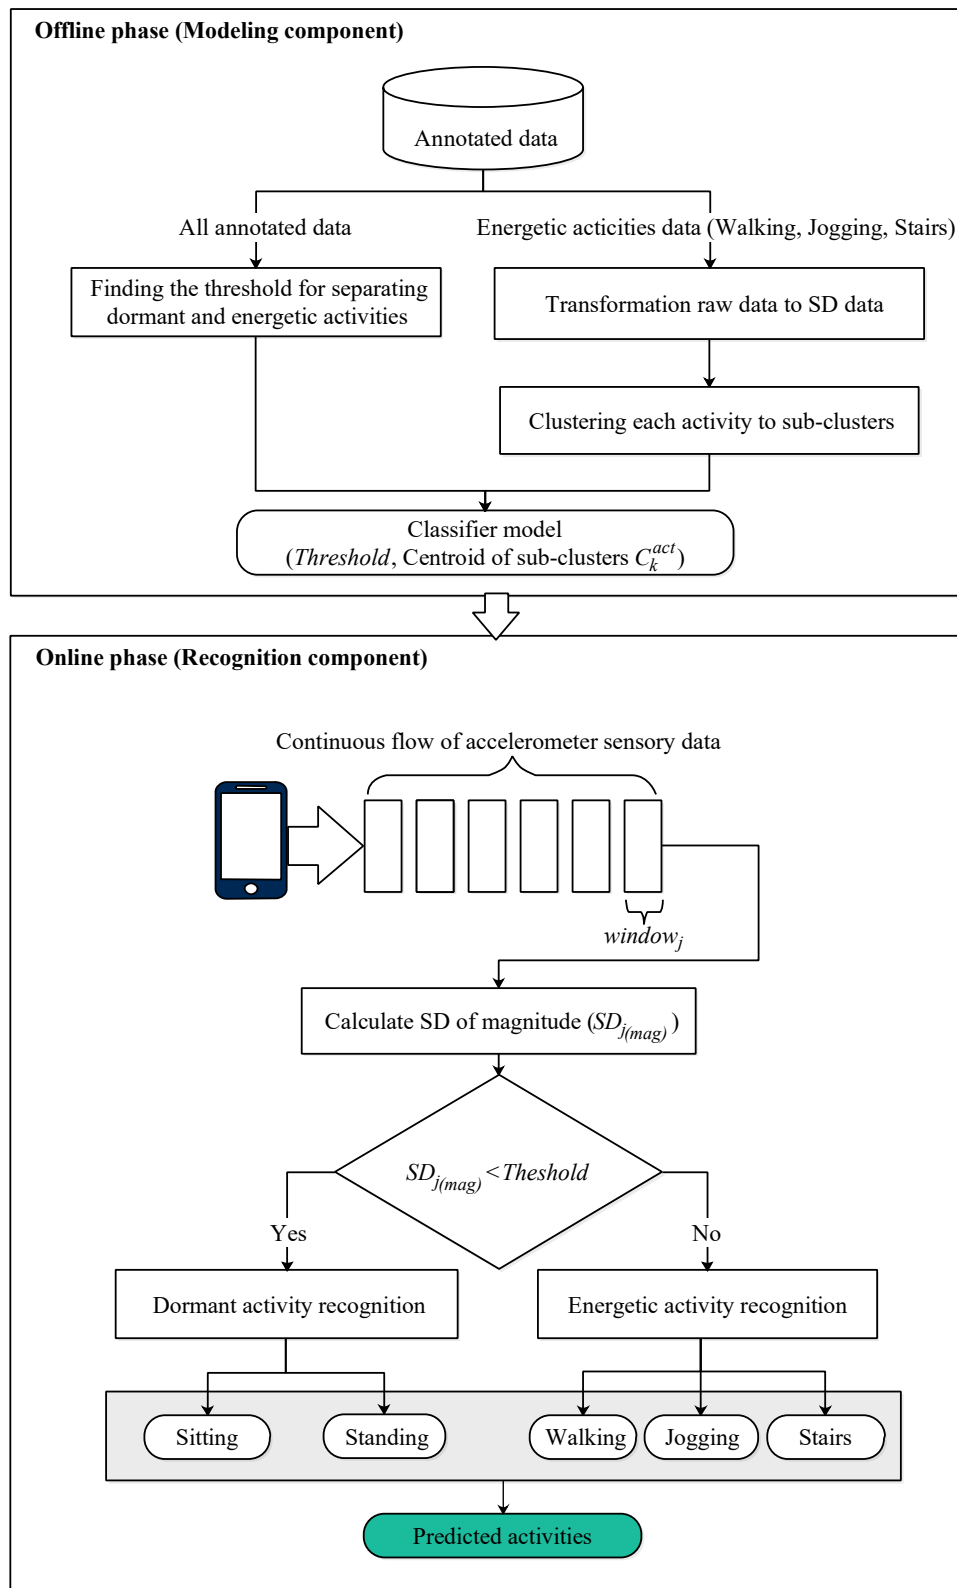 Offline phase (Modeling component)
Annotated data
All annotated data
Energetic acticities data (Walking, Jogging, Stairs)
Finding the threshold for separating
dormant and energetic activities
Transformation raw data to SD data
Clustering each activity to sub-clusters
Classifier model
(Threshold, Centroid of sub-clusters C_k^{act})
Online phase (Recognition component)
Continuous flow of accelerometer sensory data
window_j
Calculate SD of magnitude (SD_{j(mag)})
SD_{j(mag)}<Theshold
Yes
No
Dormant activity recognition
Energetic activity recognition
Sitting
Standing
Walking
Jogging
Stairs
Predicted activities